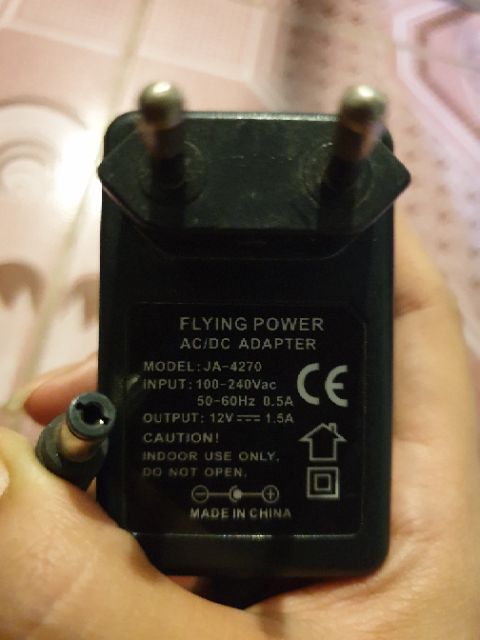 FLYING POWER
AC/DC ADAPTER
MODEL: JA-4270
INPUT: 100-240Vac
50-60Hz 0.5A
OUTPUT: 12V⎓1.5A
CAUTION!
INDOOR USE ONLY.
DO NOT OPEN.
CE
MADE IN CHINA